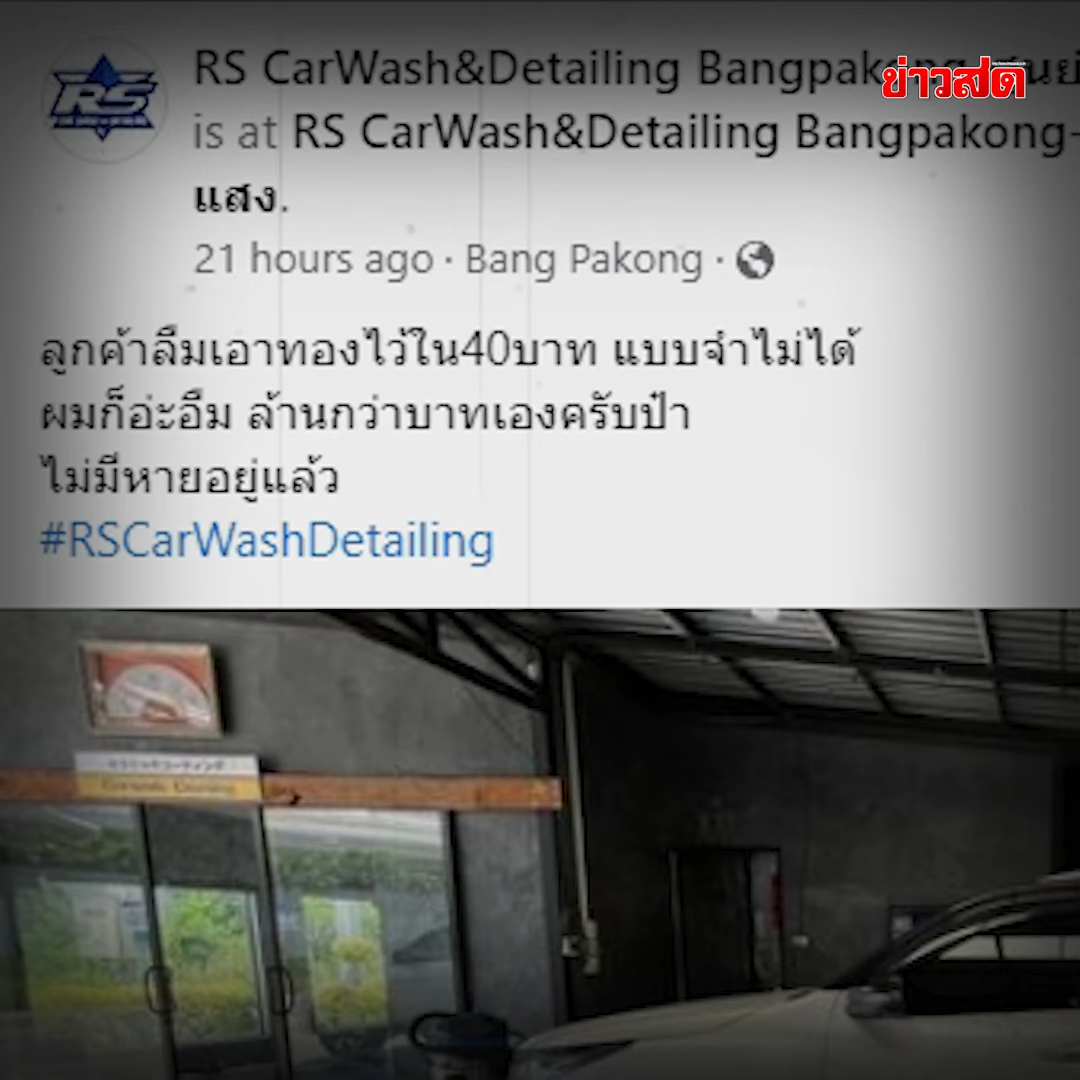 RS CarWash&Detailing Bangpakong
ข่าวสด
is at RS CarWash&Detailing Bangpakong-
แสง.
21 hours ago · Bang Pakong ·
ลูกค้าลืมเอาทองไว้ใน40บาท แบบจำไม่ได้
ผมก็อ่ะอืม ล้านกว่าบาทเองครับป๋า
ไม่มีหายอยู่แล้ว
#RSCarWashDetailing
RS